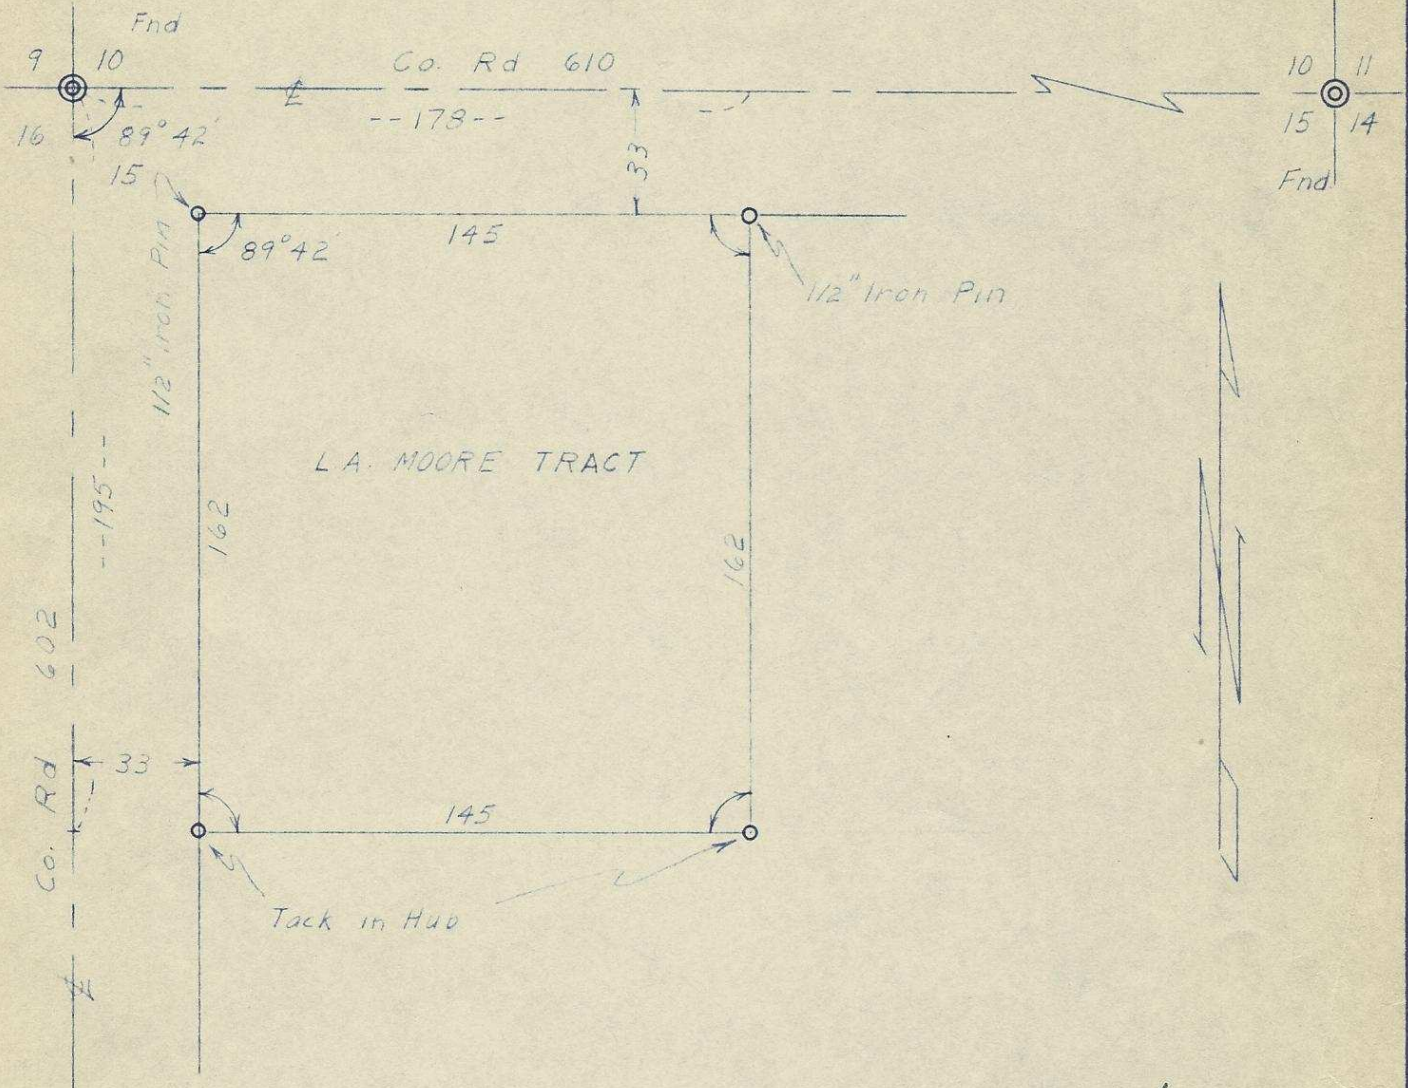 Fnd
9 10
Co. Rd 610
10 11
℄
--178--
16 89° 42'
15 14
15
33
Fnd
1/2" Iron Pin
89° 42'
145
1/2" Iron Pin
L.A. MOORE TRACT
--195--
162
162
Co. Rd 602
33
145
Tack in Hub
℄